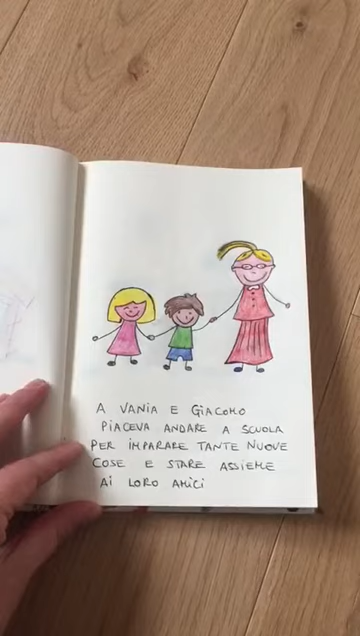 A VANIA E GIACOMO
PIACEVA ANDARE A SCUOLA
PER IMPARARE TANTE NUOVE
COSE E STARE ASSIEME
AI LORO AMICI